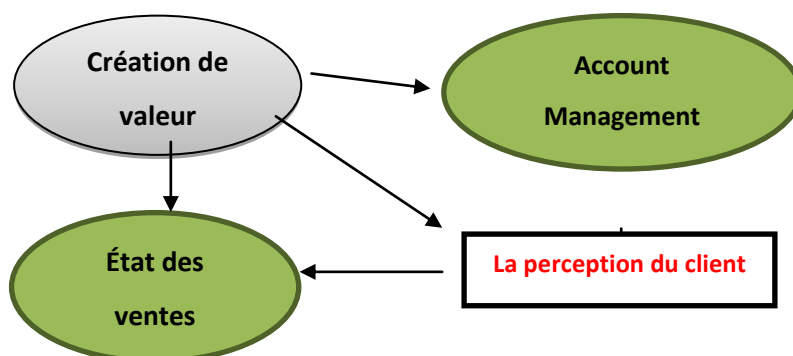 Création de
valeur
Account
Management
État des
ventes
La perception du client